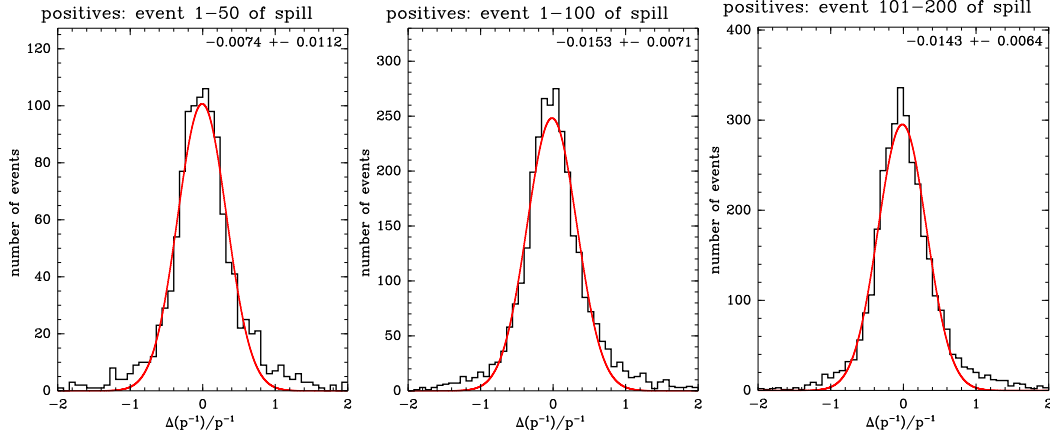 positives: event 1−50 of spill
−0.0074 +− 0.0112
120
100
80
60
40
20
0
number of events
−2 −1 0 1 2
Δ(p⁻¹)/p⁻¹
positives: event 1−100 of spill
−0.0153 +− 0.0071
300
250
200
150
100
50
0
number of events
−2 −1 0 1 2
Δ(p⁻¹)/p⁻¹
positives: event 101−200 of spill
−0.0143 +− 0.0064
400
300
200
100
0
number of events
−2 −1 0 1 2
Δ(p⁻¹)/p⁻¹